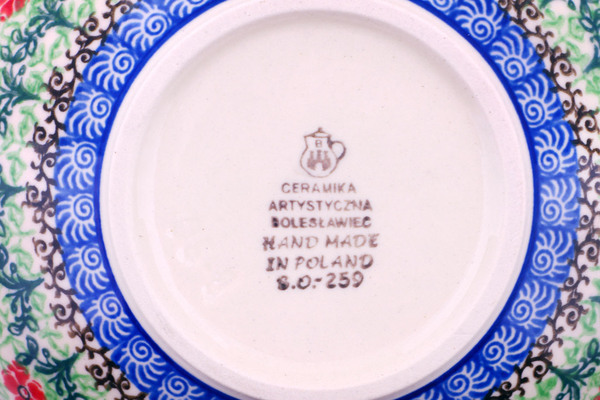 B
CERAMIKA
ARTYSTYCZNA
BOLESŁAWIEC
HAND MADE
IN POLAND
S.O.-259